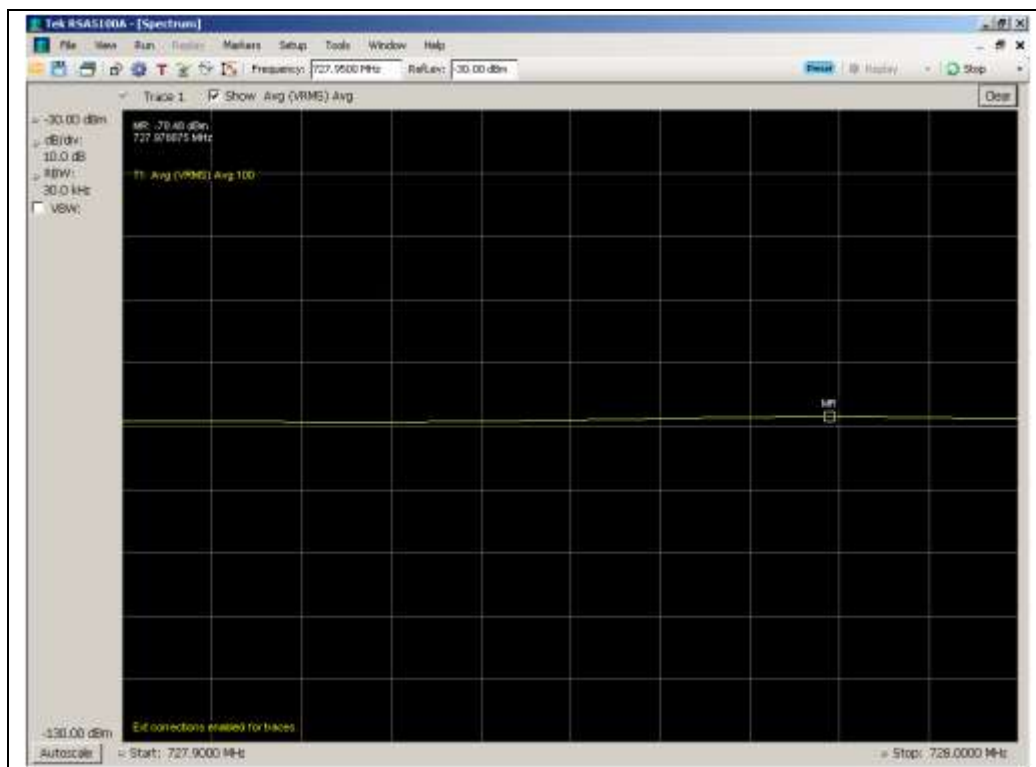 Tek RSA5100A - [Spectrum]
File View Run Replay Markers Setup Tools Window Help
Frequency: 727.9500 MHz RefLev: -30.00 dBm Preset Replay Stop
Trace 1 Show Avg (VRMS) Avg Clear
-30.00 dBm
dB/div:
10.0 dB
RBW:
30.0 kHz
VBW:
MR: -78.48 dBm
727.978875 MHz
T1: Avg (VRMS) Avg:100
MR
Ext corrections enabled for traces
-130.00 dBm
Autoscale Start: 727.9000 MHz Stop: 728.0000 MHz